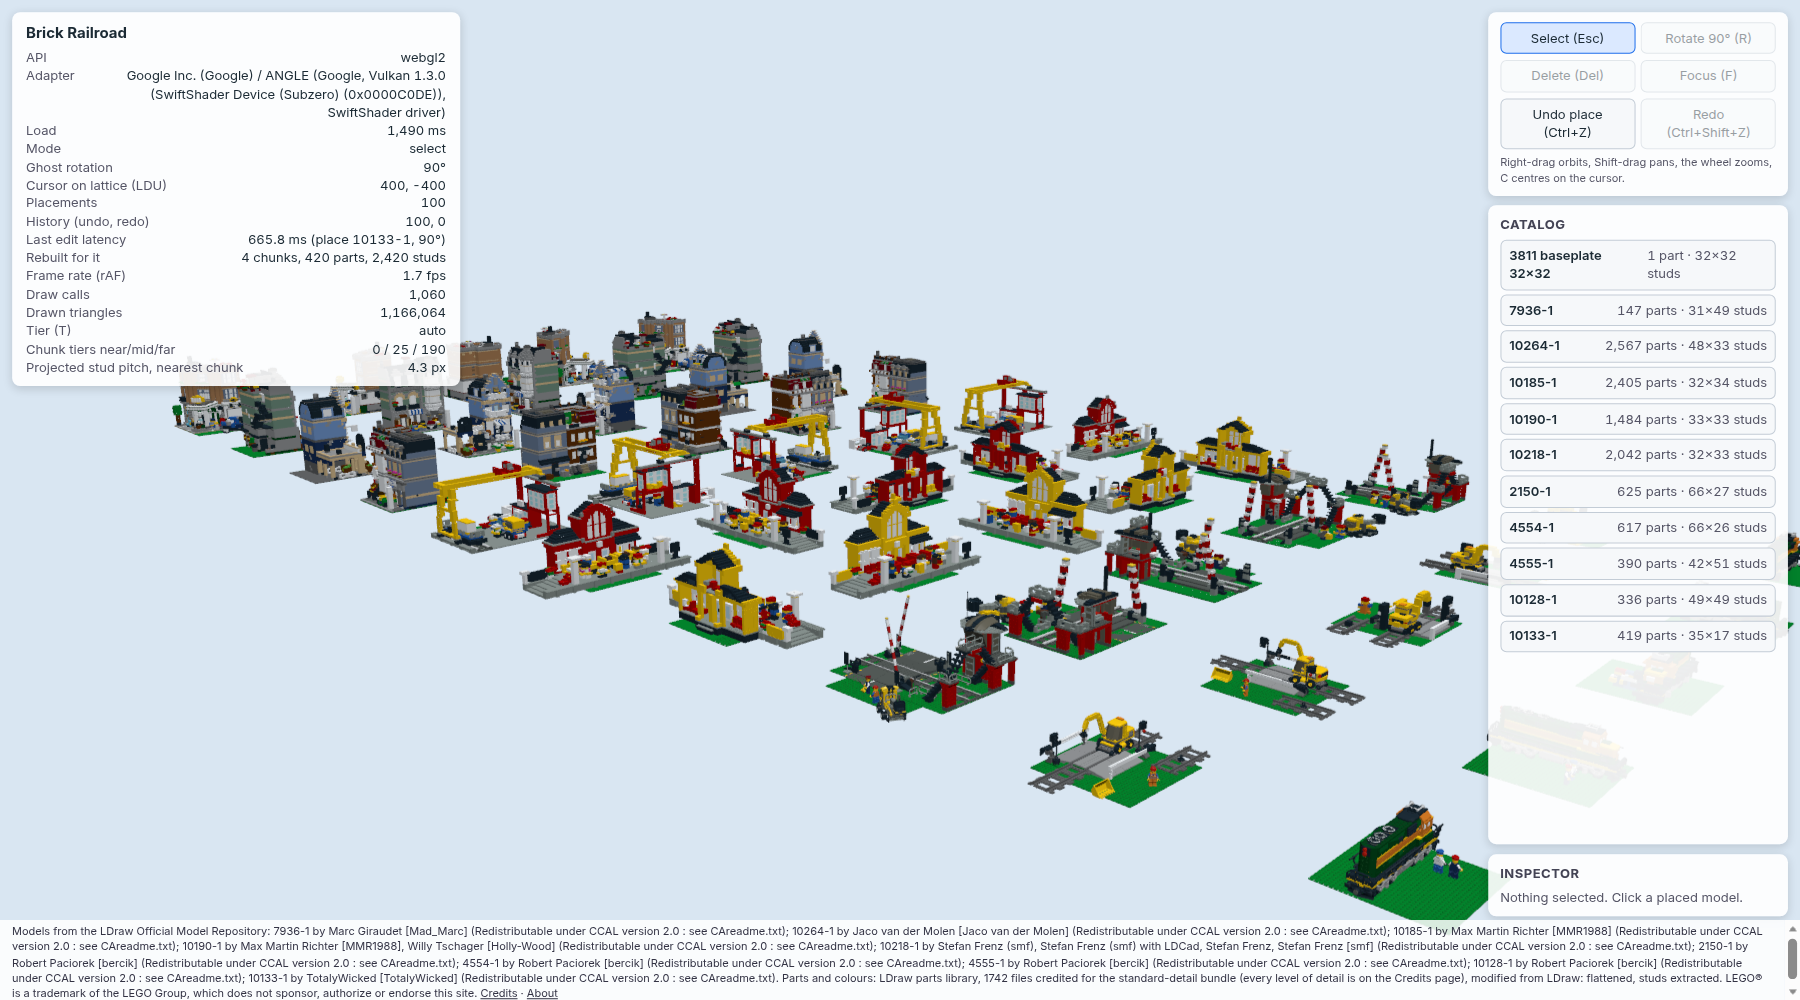 Brick Railroad
API webgl2
Adapter Google Inc. (Google) / ANGLE (Google, Vulkan 1.3.0
(SwiftShader Device (Subzero) (0x0000C0DE)),
SwiftShader driver)
Load 1,490 ms
Mode select
Ghost rotation 90°
Cursor on lattice (LDU) 400, -400
Placements 100
History (undo, redo) 100, 0
Last edit latency 665.8 ms (place 10133-1, 90°)
Rebuilt for it 4 chunks, 420 parts, 2,420 studs
Frame rate (rAF) 1.7 fps
Draw calls 1,060
Drawn triangles 1,166,064
Tier (T) auto
Chunk tiers near/mid/far 0 / 25 / 190
Projected stud pitch, nearest chunk 4.3 px
Select (Esc) Rotate 90° (R)
Delete (Del) Focus (F)
Undo place
(Ctrl+Z)
Redo
(Ctrl+Shift+Z)
Right-drag orbits, Shift-drag pans, the wheel zooms,
C centres on the cursor.
CATALOG
3811 baseplate
32×32
1 part · 32×32
studs
7936-1 147 parts · 31×49 studs
10264-1 2,567 parts · 48×33 studs
10185-1 2,405 parts · 32×34 studs
10190-1 1,484 parts · 33×33 studs
10218-1 2,042 parts · 32×33 studs
2150-1 625 parts · 66×27 studs
4554-1 617 parts · 66×26 studs
4555-1 390 parts · 42×51 studs
10128-1 336 parts · 49×49 studs
10133-1 419 parts · 35×17 studs
INSPECTOR
Nothing selected. Click a placed model.
Models from the LDraw Official Model Repository: 7936-1 by Marc Giraudet [Mad_Marc] (Redistributable under CCAL version 2.0 : see CAreadme.txt); 10264-1 by Jaco van der Molen [Jaco van der Molen] (Redistributable under CCAL version 2.0 : see CAreadme.txt); 10185-1 by Max Martin Richter [MMR1988] (Redistributable under CCAL
version 2.0 : see CAreadme.txt); 10190-1 by Max Martin Richter [MMR1988], Willy Tschager [Holly-Wood] (Redistributable under CCAL version 2.0 : see CAreadme.txt); 10218-1 by Stefan Frenz (smf), Stefan Frenz (smf) with LDCad, Stefan Frenz, Stefan Frenz [smf] (Redistributable under CCAL version 2.0 : see CAreadme.txt); 2150-1 by
Robert Paciorek [bercik] (Redistributable under CCAL version 2.0 : see CAreadme.txt); 4554-1 by Robert Paciorek [bercik] (Redistributable under CCAL version 2.0 : see CAreadme.txt); 4555-1 by Robert Paciorek [bercik] (Redistributable under CCAL version 2.0 : see CAreadme.txt); 10128-1 by Robert Paciorek [bercik] (Redistributable
under CCAL version 2.0 : see CAreadme.txt); 10133-1 by TotalyWicked [TotalyWicked] (Redistributable under CCAL version 2.0 : see CAreadme.txt). Parts and colours: LDraw parts library, 1742 files credited for the standard-detail bundle (every level of detail is on the Credits page), modified from LDraw: flattened, studs extracted. LEGO®
is a trademark of the LEGO Group, which does not sponsor, authorize or endorse this site. Credits · About